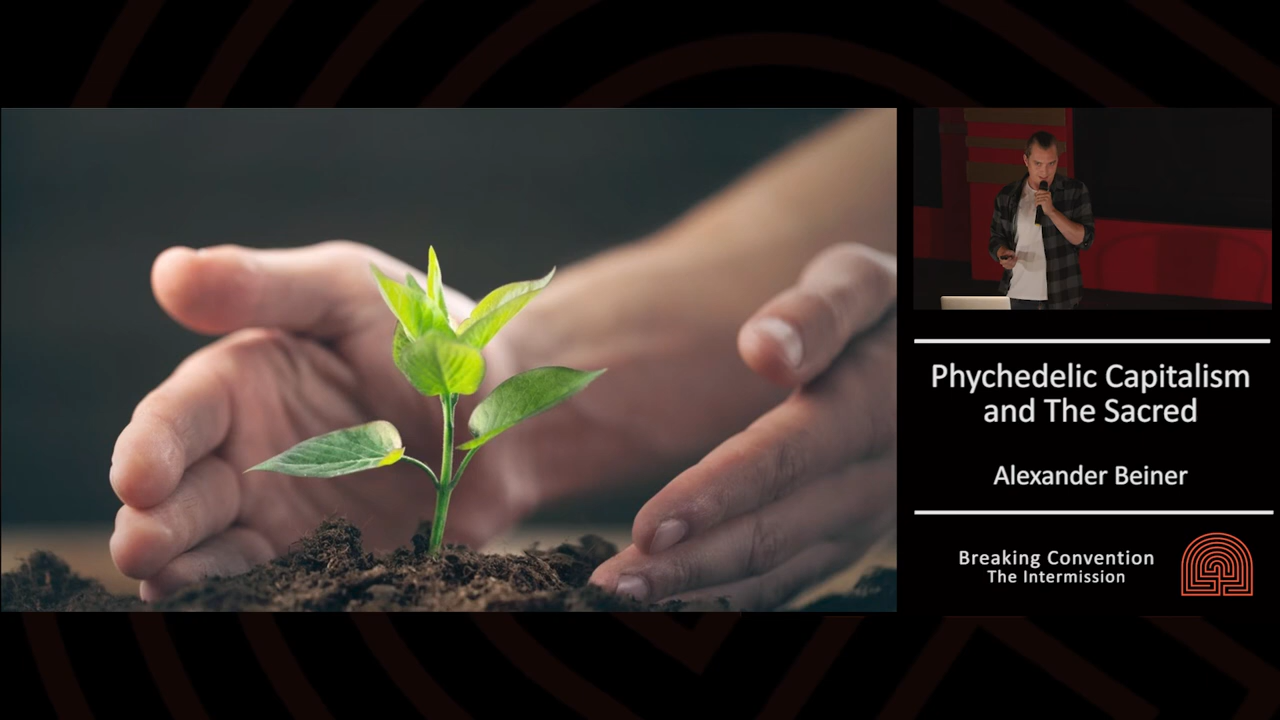 Phychedelic Capitalism
and The Sacred
Alexander Beiner
Breaking Convention
The Intermission